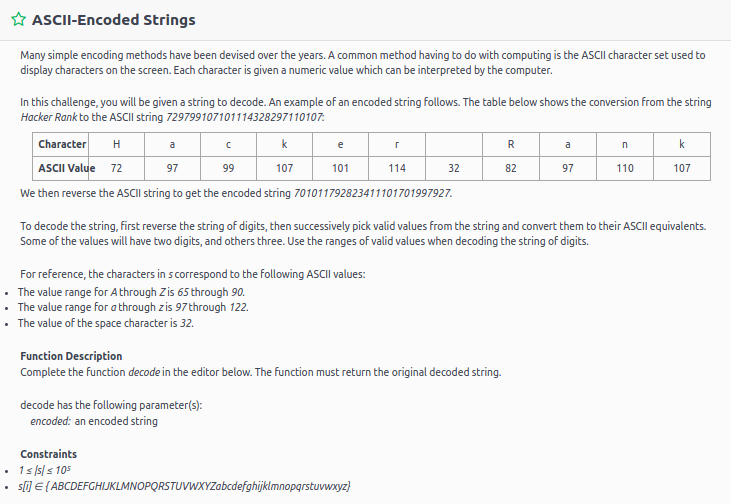 ASCII-Encoded Strings
Many simple encoding methods have been devised over the years. A common method having to do with computing is the ASCII character set used to
display characters on the screen. Each character is given a numeric value which can be interpreted by the computer.
In this challenge, you will be given a string to decode. An example of an encoded string follows. The table below shows the conversion from the string
Hacker Rank to the ASCII string 729799107101114328297110107:
Character H a c k e r R a n k
ASCII Value 72 97 99 107 101 114 32 82 97 110 107
We then reverse the ASCII string to get the encoded string 701011792823411101701997927.
To decode the string, first reverse the string of digits, then successively pick valid values from the string and convert them to their ASCII equivalents.
Some of the values will have two digits, and others three. Use the ranges of valid values when decoding the string of digits.
For reference, the characters in s correspond to the following ASCII values:
• The value range for A through Z is 65 through 90.
• The value range for a through z is 97 through 122.
• The value of the space character is 32.
Function Description
Complete the function decode in the editor below. The function must return the original decoded string.
decode has the following parameter(s):
encoded: an encoded string
Constraints
• 1 ≤ |s| ≤ 10⁵
• s[i] ∈ { ABCDEFGHIJKLMNOPQRSTUVWXYZabcdefghijklmnopqrstuvwxyz}